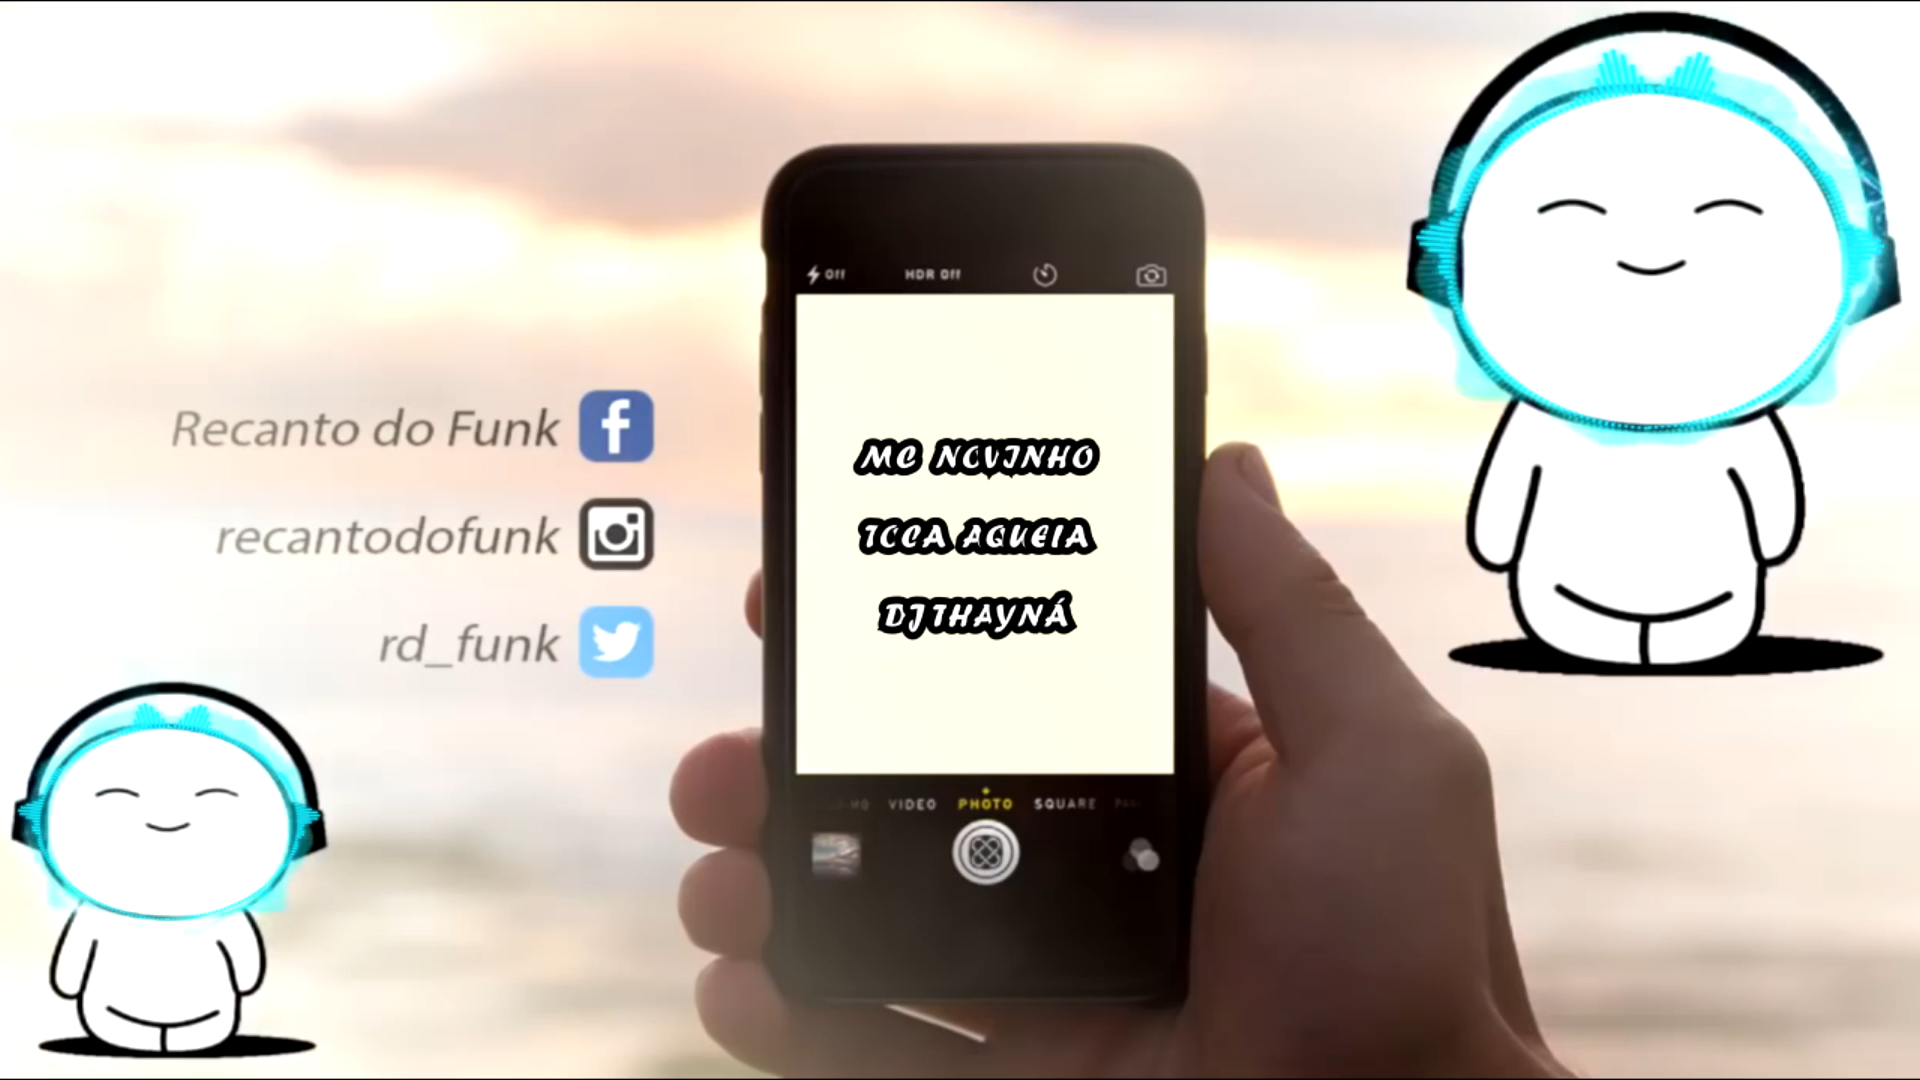 Recanto do Funk
recantodofunk
rd_funk
Off
HDR Off
MC NOVINHO
TOCA AQUELA
DJ THAYNÁ
VIDEO
PHOTO
SQUARE